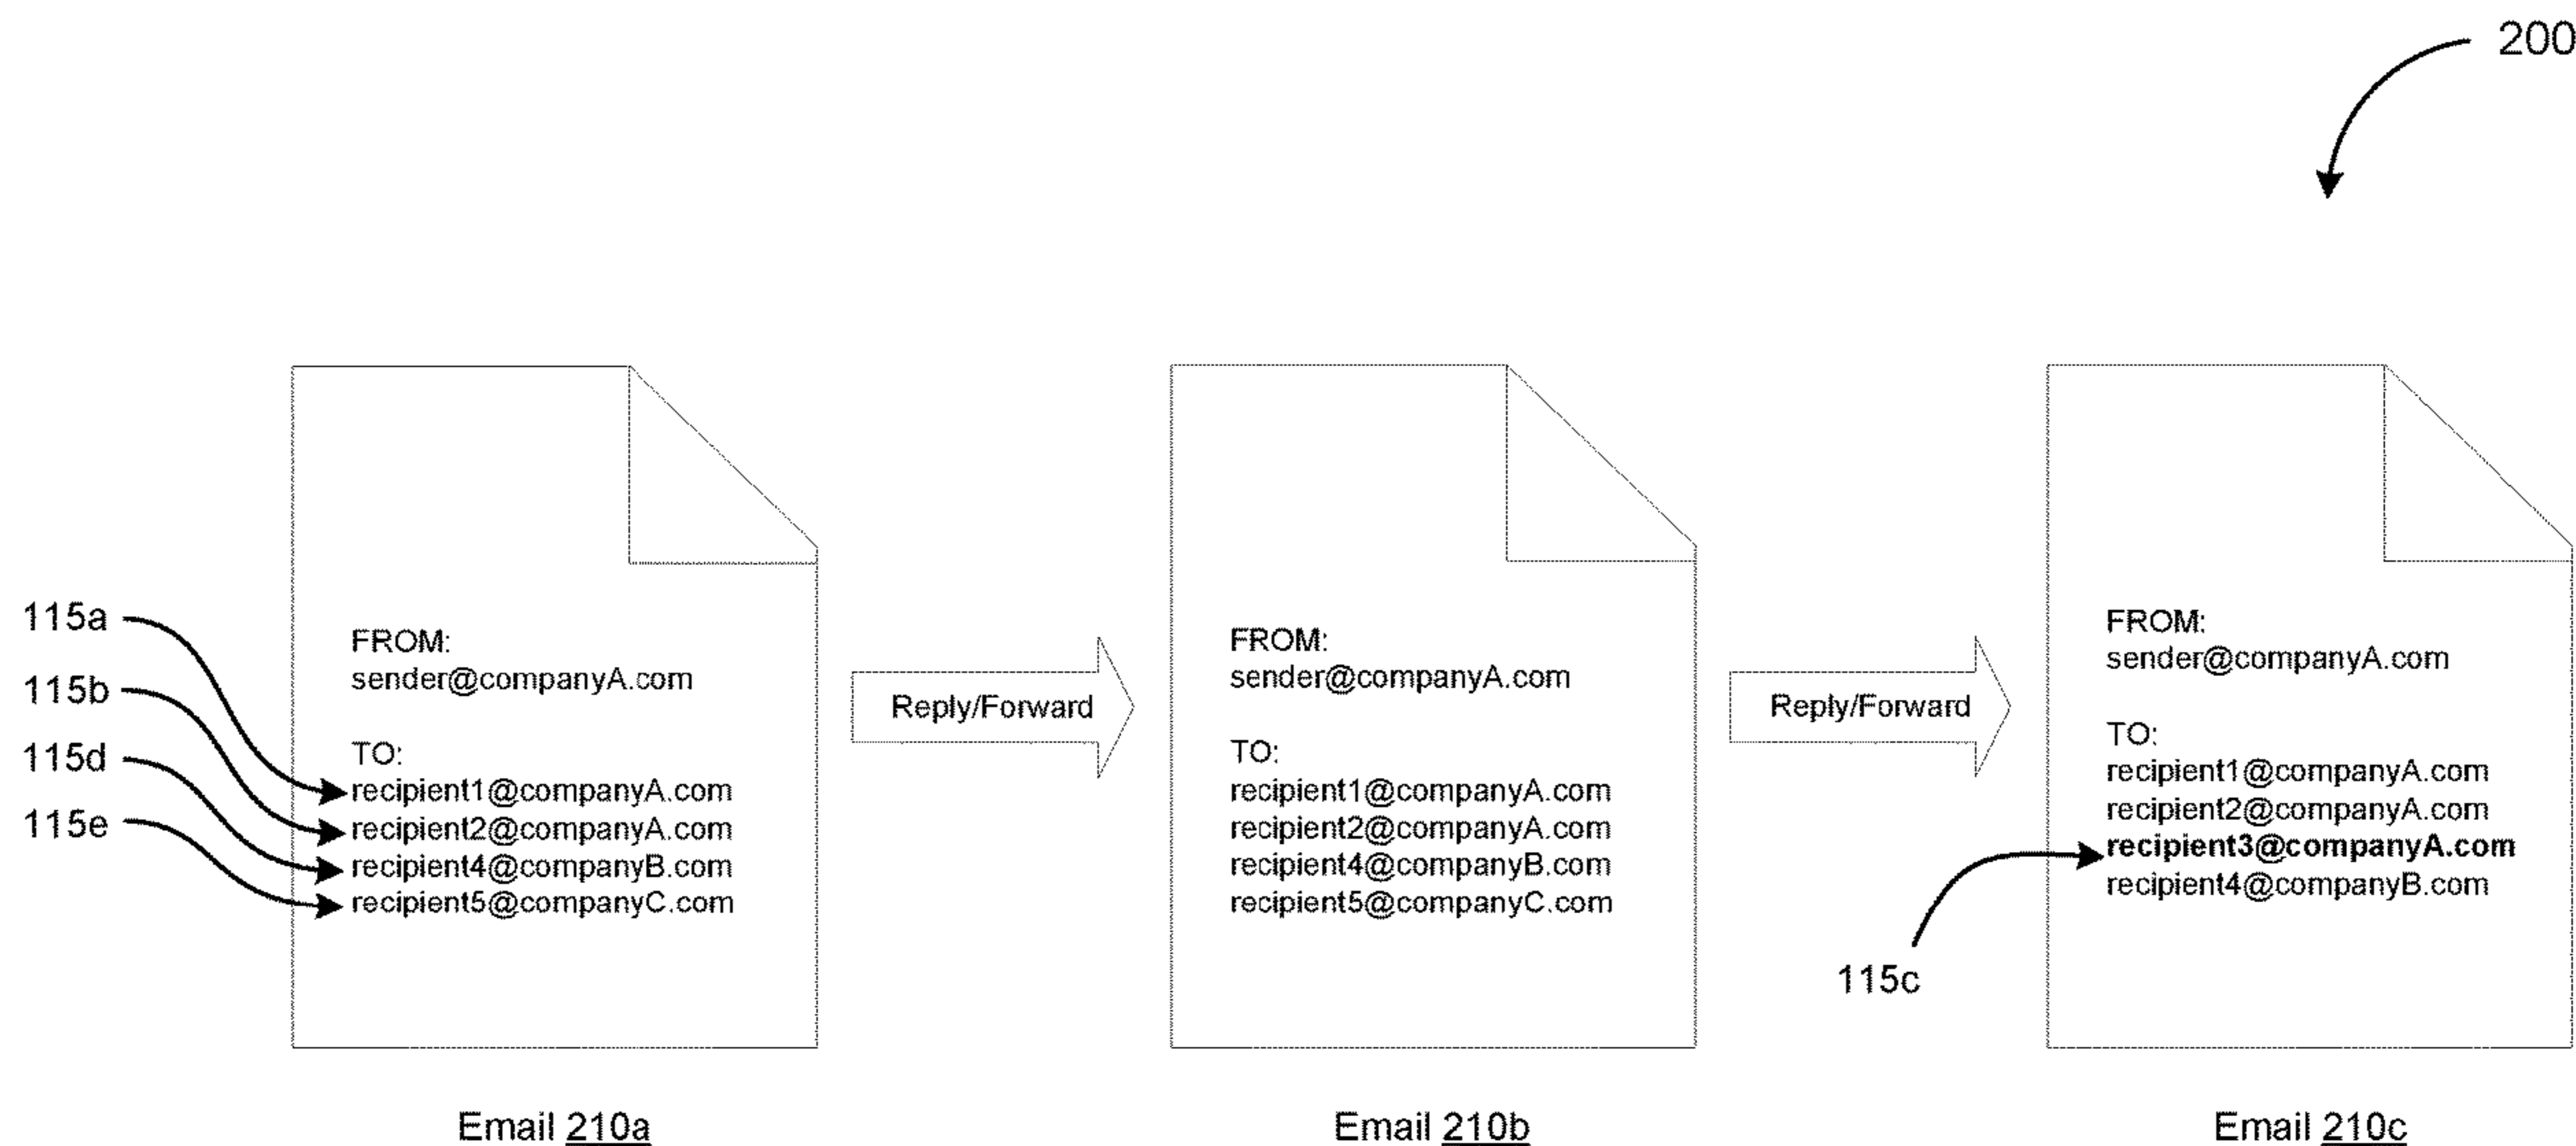 200
115a
115b
115d
115e
FROM:
sender@companyA.com
TO:
recipient1@companyA.com
recipient2@companyA.com
recipient4@companyB.com
recipient5@companyC.com
Email 210a
Reply/Forward
FROM:
sender@companyA.com
TO:
recipient1@companyA.com
recipient2@companyA.com
recipient4@companyB.com
recipient5@companyC.com
Email 210b
Reply/Forward
FROM:
sender@companyA.com
TO:
recipient1@companyA.com
recipient2@companyA.com
recipient3@companyA.com
recipient4@companyB.com
115c
Email 210c